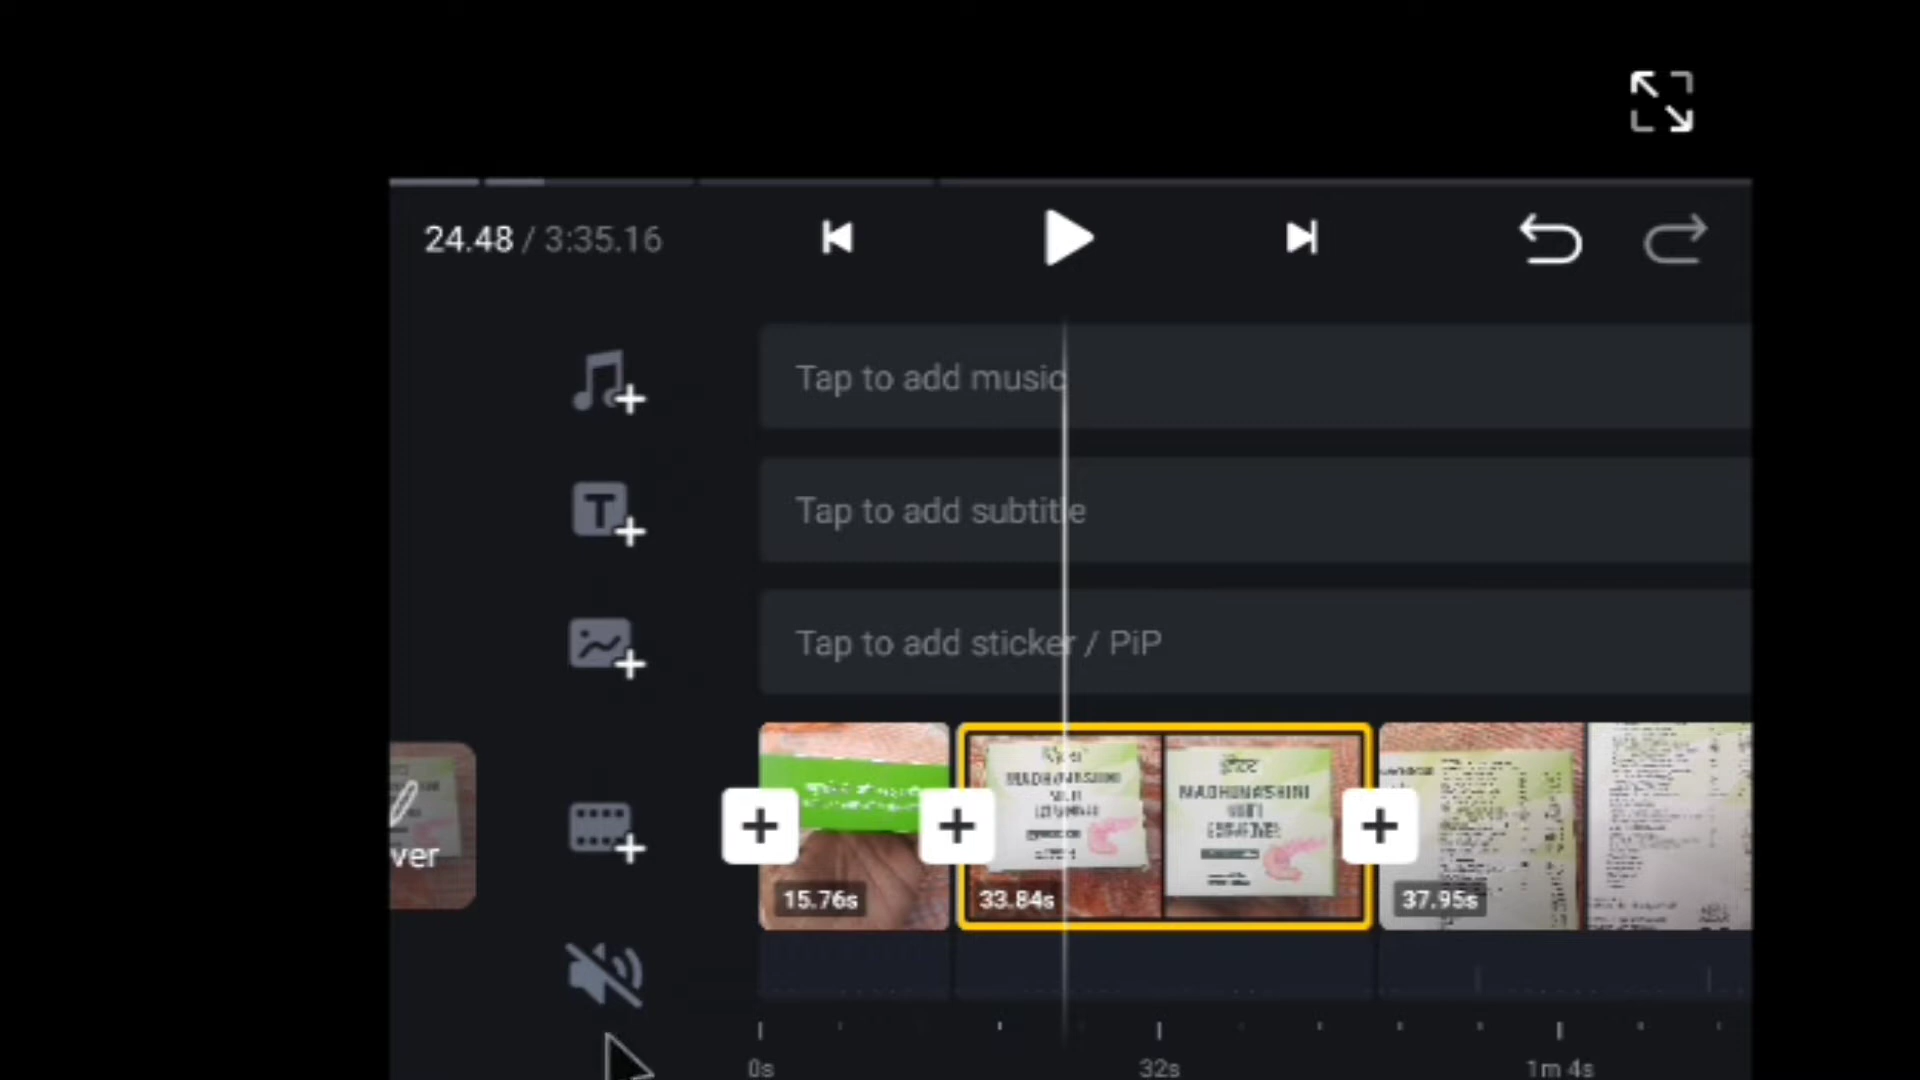 24.48 / 3:35.16
Tap to add music
T
Tap to add subtitle
Tap to add sticker / PiP
ver
MADHUNASHINI
15.76s
33.84s
37.95s
0s
32s
1m 4s